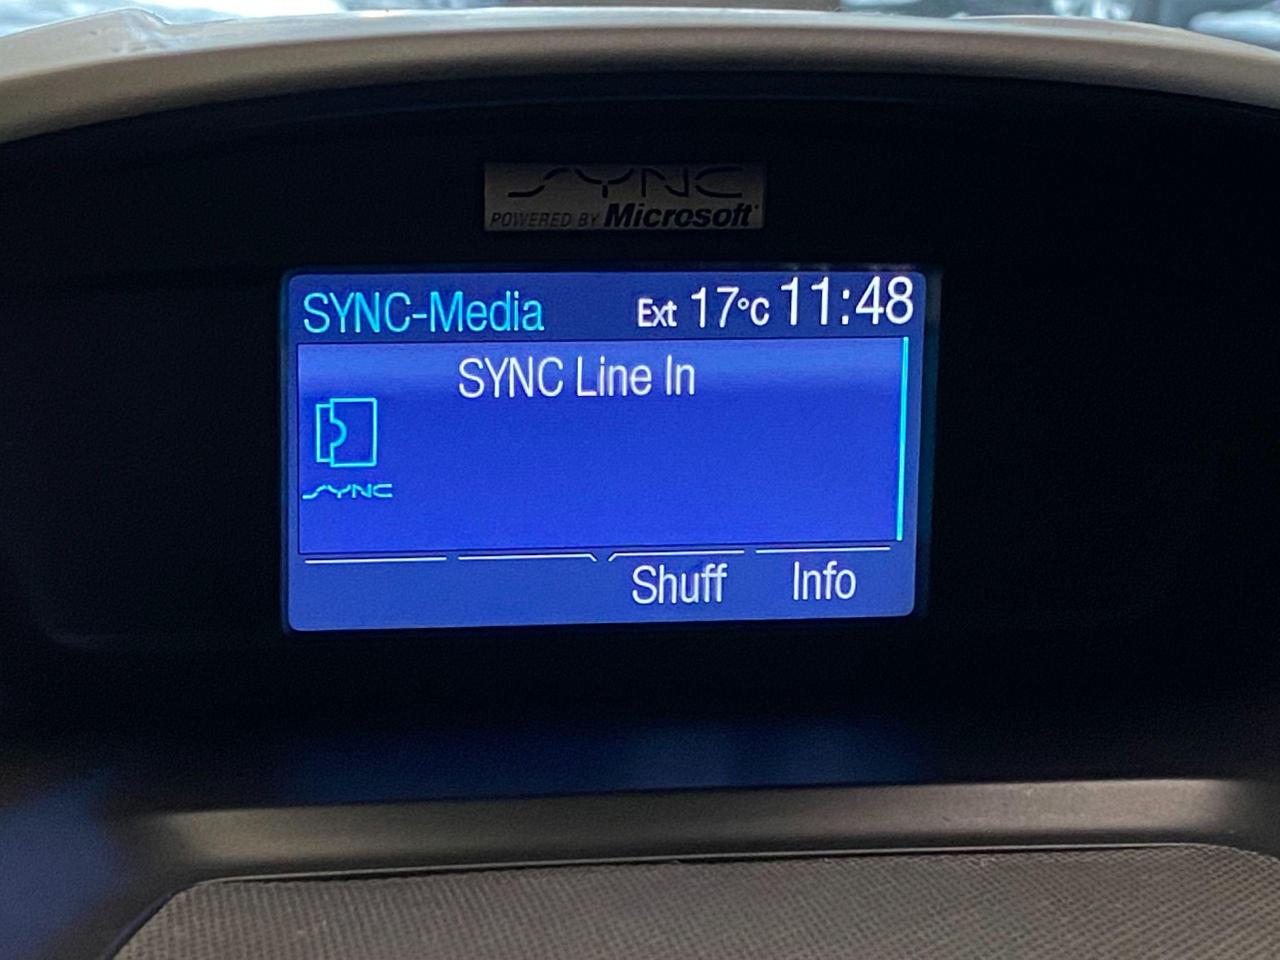 SYNC
POWERED BY Microsoft
SYNC-Media Ext 17°C 11:48
SYNC Line In
SYNC
Shuff Info